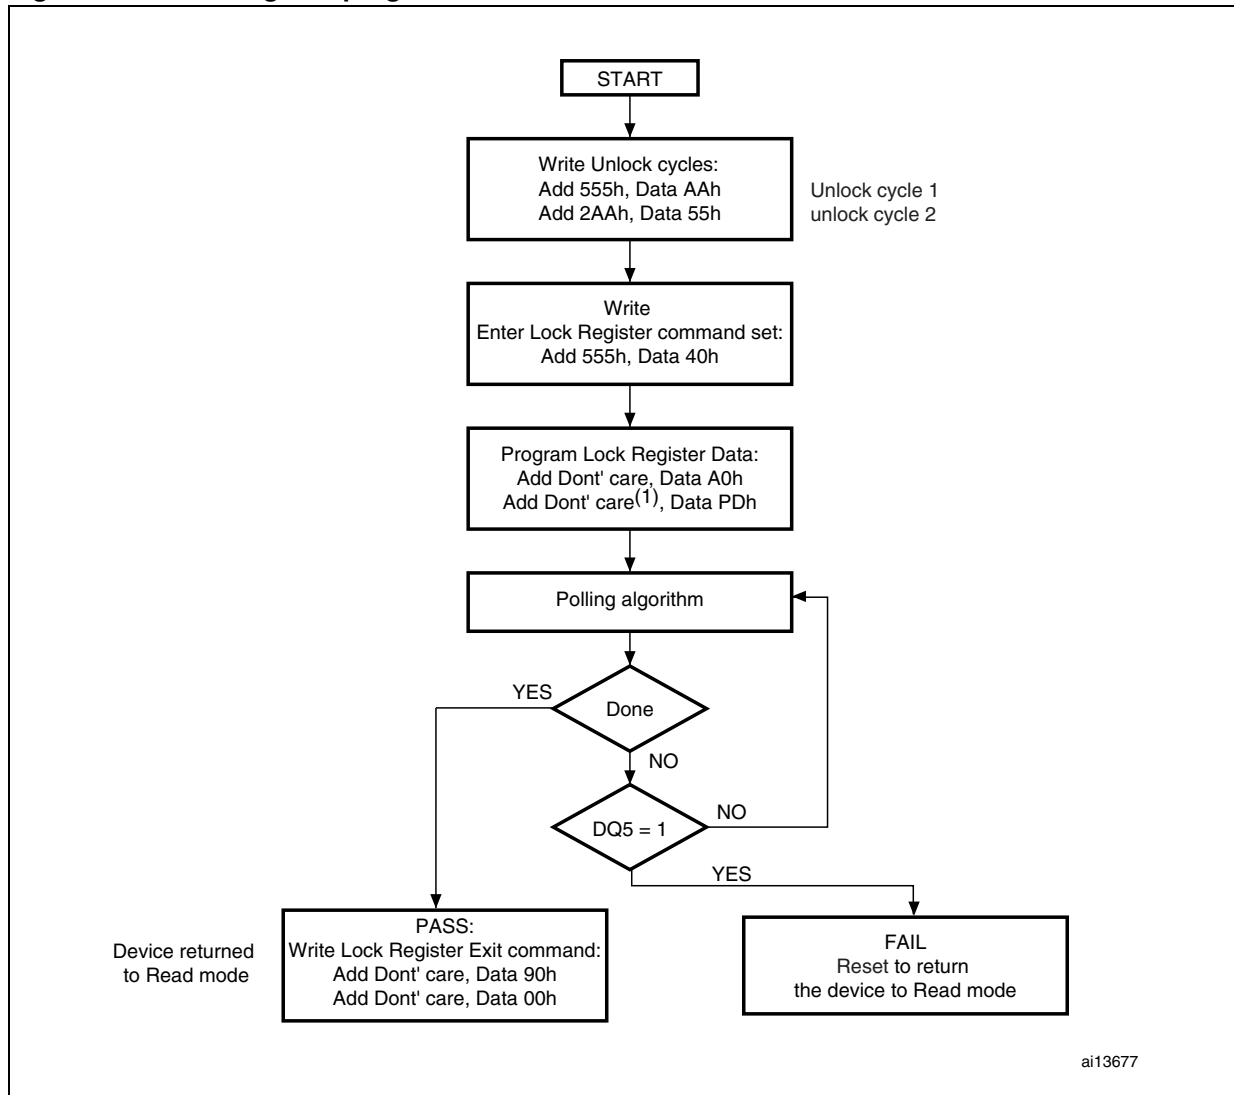 START
Write Unlock cycles:
Add 555h, Data AAh
Add 2AAh, Data 55h
Unlock cycle 1
unlock cycle 2
Write
Enter Lock Register command set:
Add 555h, Data 40h
Program Lock Register Data:
Add Dont' care, Data A0h
Add Dont' care(1), Data PDh
Polling algorithm
YES
Done
NO
DQ5 = 1
NO
YES
Device returned
to Read mode
PASS:
Write Lock Register Exit command:
Add Dont' care, Data 90h
Add Dont' care, Data 00h
FAIL
Reset to return
the device to Read mode
ai13677